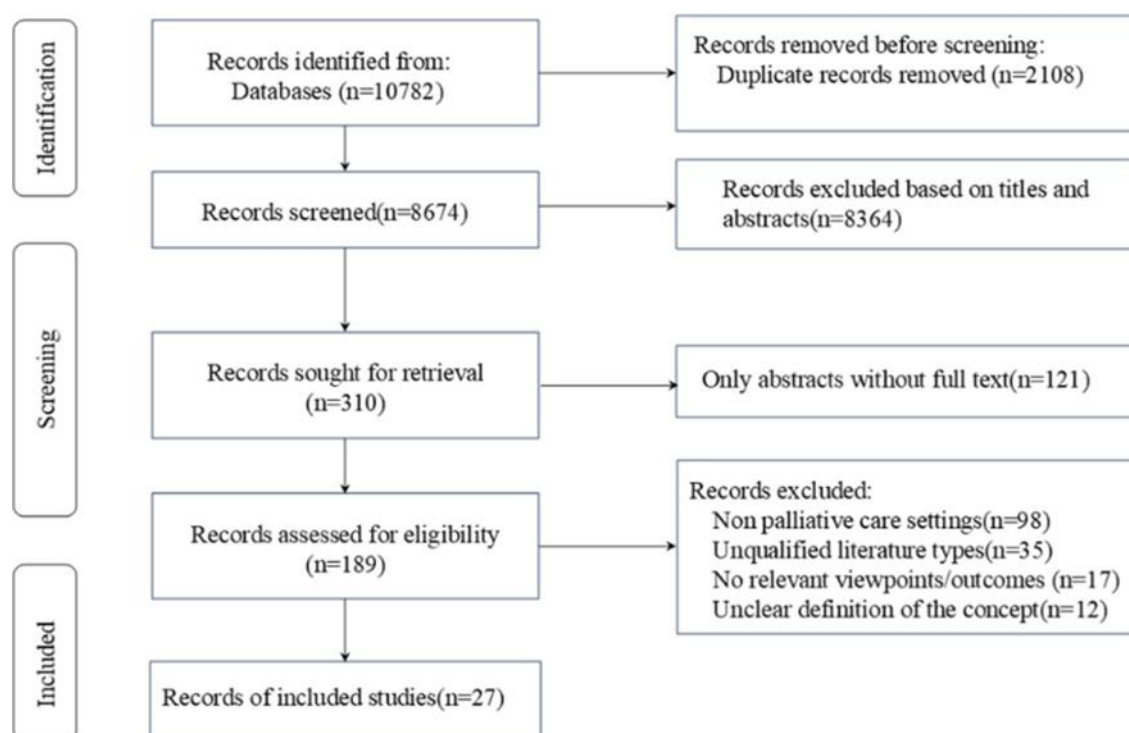 Identification
Records identified from:
Databases (n=10782)
Records removed before screening:
Duplicate records removed (n=2108)
Records screened(n=8674)
Records excluded based on titles and
abstracts(n=8364)
Screening
Records sought for retrieval
(n=310)
Only abstracts without full text(n=121)
Records assessed for eligibility
(n=189)
Records excluded:
Non palliative care settings(n=98)
Unqualified literature types(n=35)
No relevant viewpoints/outcomes (n=17)
Unclear definition of the concept(n=12)
Included
Records of included studies(n=27)